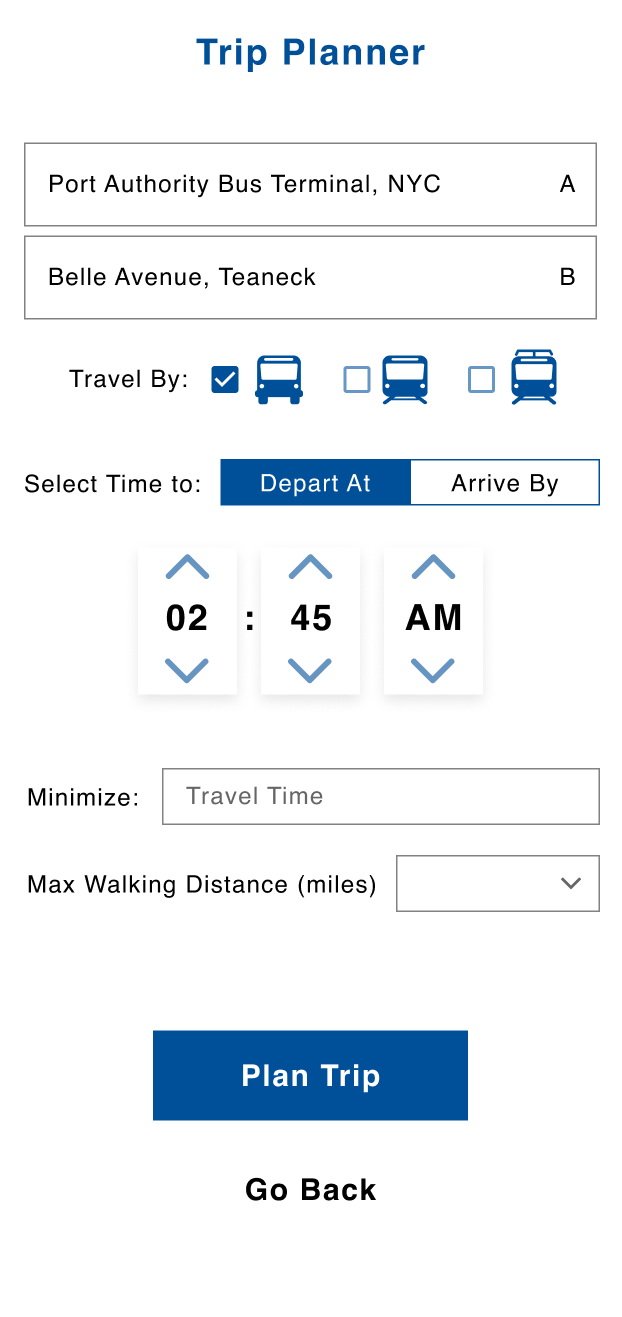 Trip Planner
Port Authority Bus Terminal, NYC A
Belle Avenue, Teaneck B
Travel By:
Select Time to: Depart At Arrive By
02 : 45 AM
Minimize: Travel Time
Max Walking Distance (miles)
Plan Trip
Go Back